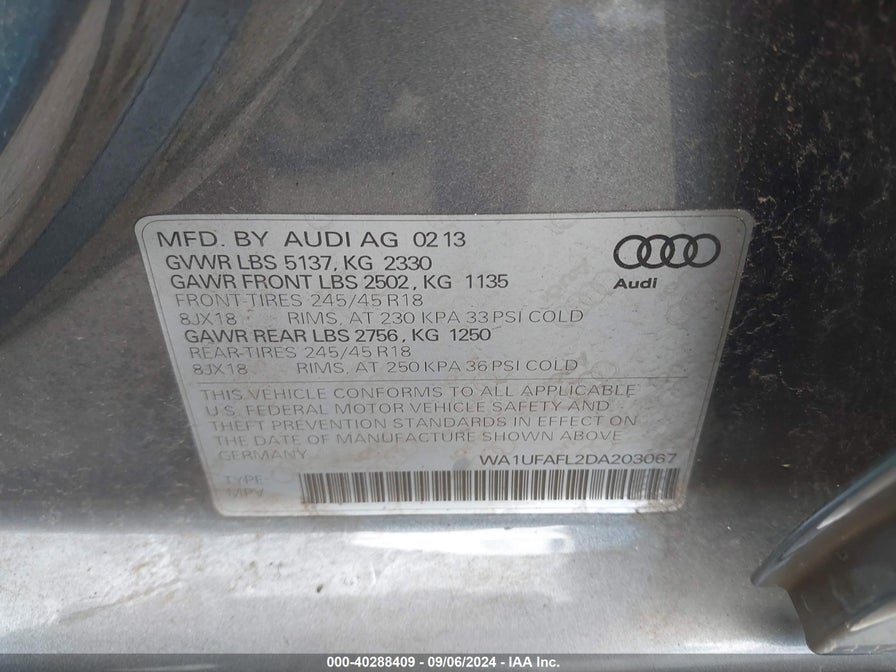 MFD. BY AUDI AG 02 13
GVWR LBS 5137, KG 2330
GAWR FRONT LBS 2502, KG 1135
FRONT-TIRES 245/45 R18
8JX18 RIMS, AT 230 KPA 33 PSI COLD
GAWR REAR LBS 2756, KG 1250
REAR-TIRES 245/45 R18
8JX18 RIMS, AT 250 KPA 36 PSI COLD
Audi
THIS VEHICLE CONFORMS TO ALL APPLICABLE
U.S. FEDERAL MOTOR VEHICLE SAFETY AND
THEFT PREVENTION STANDARDS IN EFFECT ON
THE DATE OF MANUFACTURE SHOWN ABOVE
GERMANY WA1UFAFL2DA203067
TYPE:
MPV
000-40288409 - 09/06/2024 - IAA Inc.